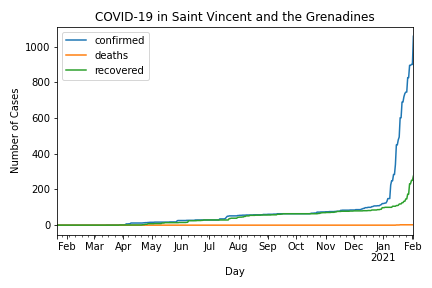 COVID-19 in Saint Vincent and the Grenadines
confirmed
deaths
recovered
Number of Cases
1000
800
600
400
200
0
Feb Mar Apr May Jun Jul Aug Sep Oct Nov Dec Jan Feb
2021
Day